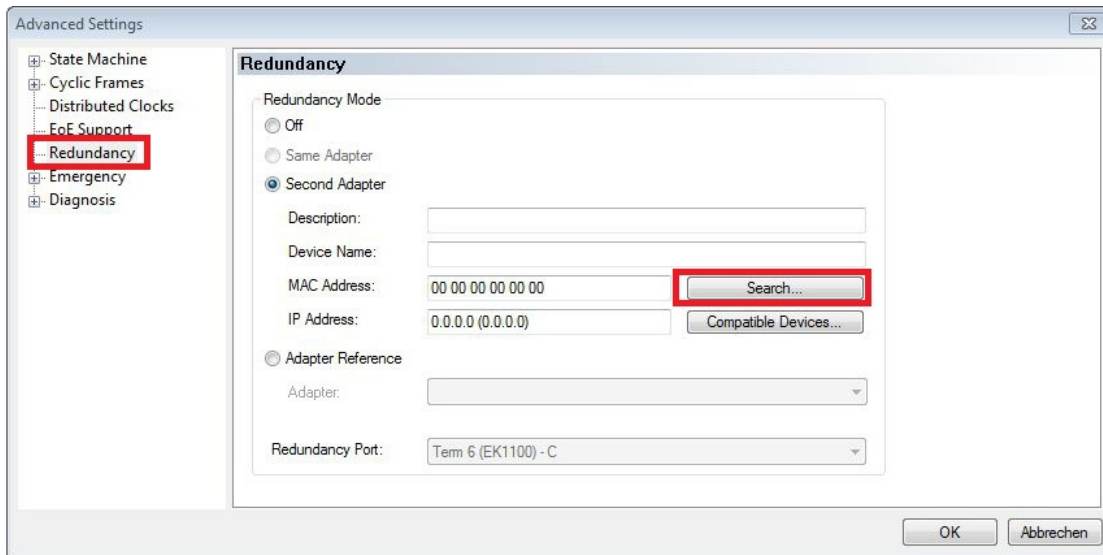 Advanced Settings
State Machine
Cyclic Frames
Distributed Clocks
EoE Support
Redundancy
Emergency
Diagnosis
Redundancy
Redundancy Mode
Off
Same Adapter
Second Adapter
Description:
Device Name:
MAC Address: 00 00 00 00 00 00 Search...
IP Address: 0.0.0.0 (0.0.0.0) Compatible Devices...
Adapter Reference
Adapter:
Redundancy Port: Term 6 (EK1100) - C
OK Abbrechen